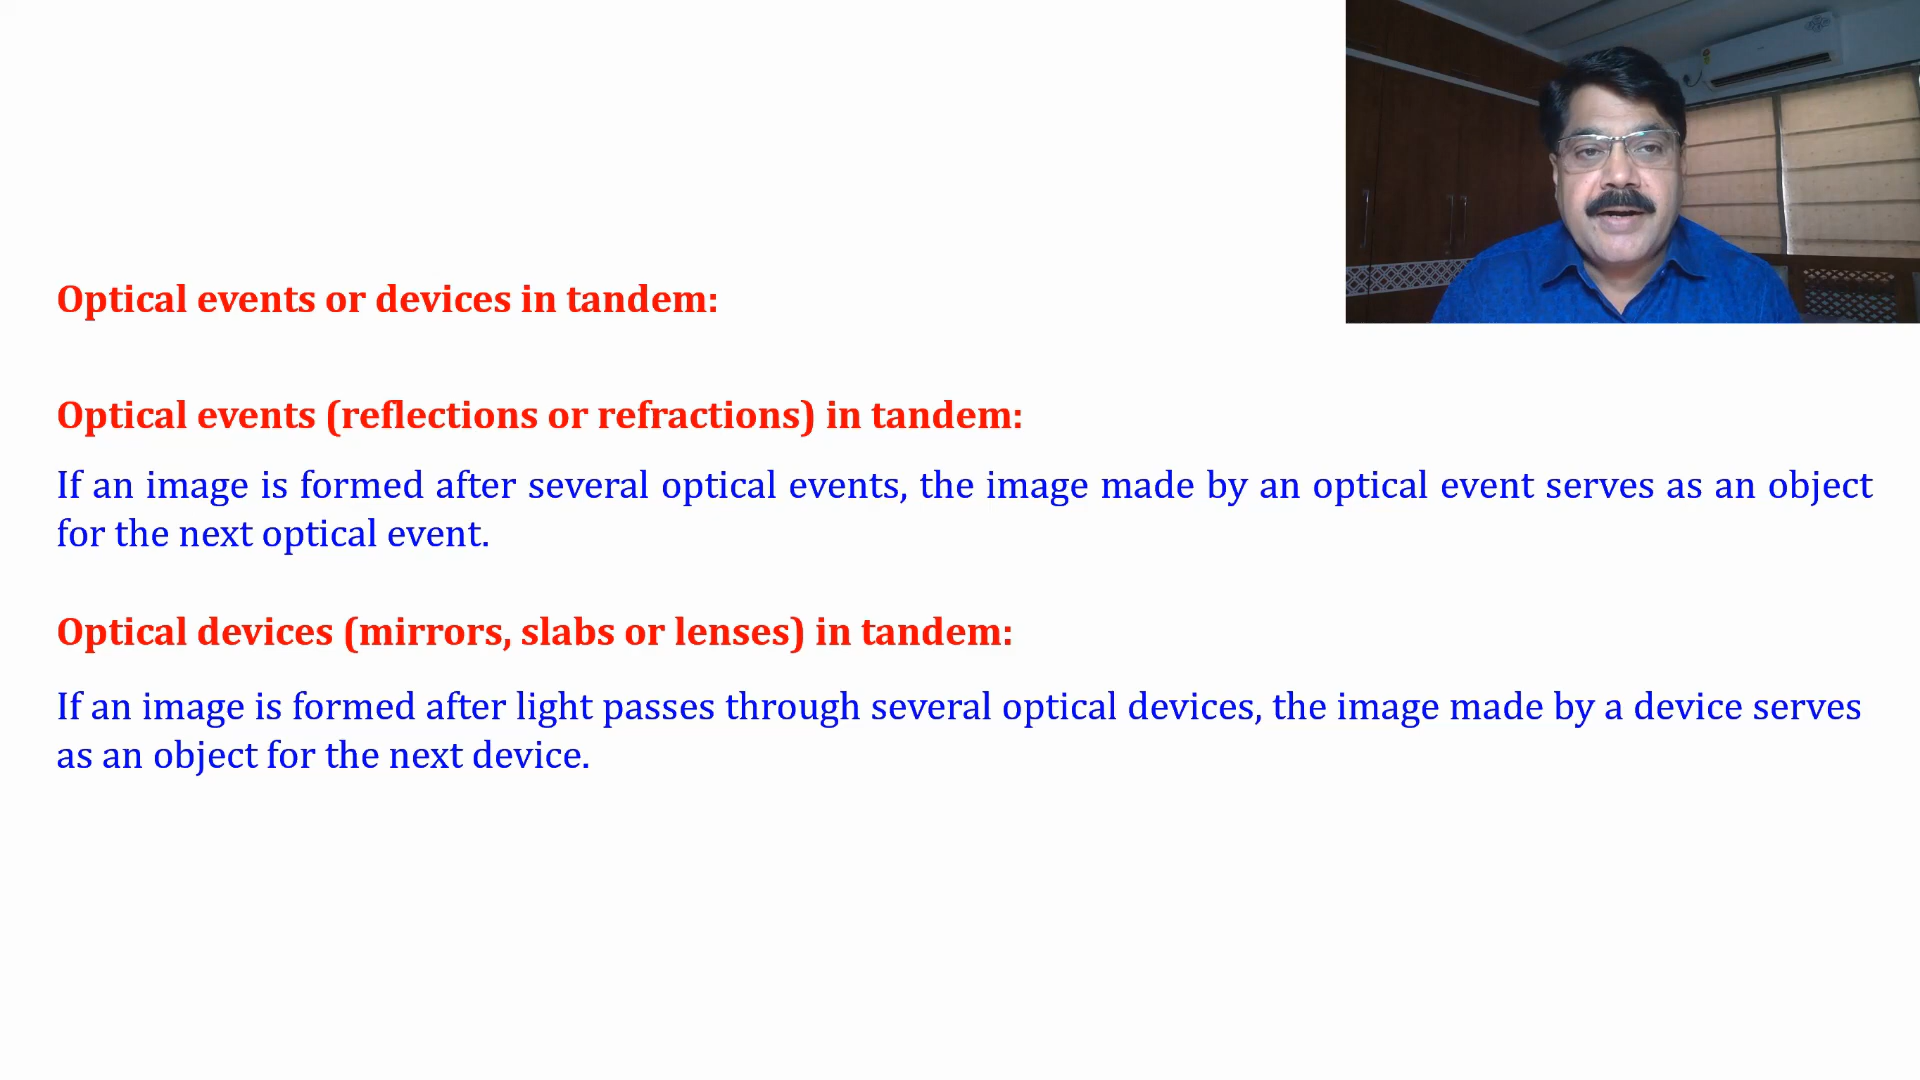 Optical events or devices in tandem:
Optical events (reflections or refractions) in tandem:
If an image is formed after several optical events, the image made by an optical event serves as an object
for the next optical event.
Optical devices (mirrors, slabs or lenses) in tandem:
If an image is formed after light passes through several optical devices, the image made by a device serves
as an object for the next device.